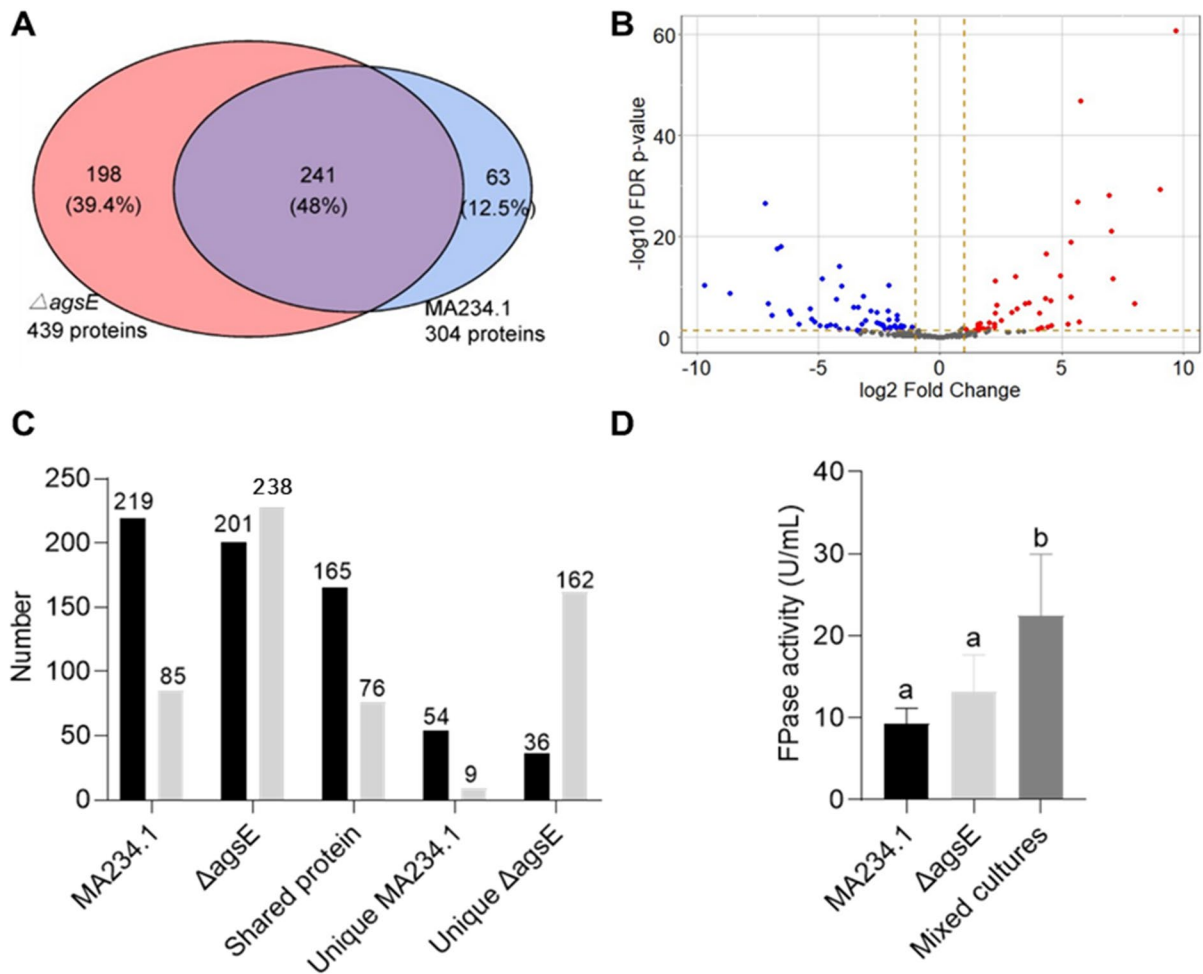 A
198
(39.4%)
241
(48%)
63
(12.5%)
△agsE
439 proteins
MA234.1
304 proteins
B
-log10 FDR p-value
60
40
20
0
-10
-5
0
5
10
log2 Fold Change
C
Number
250
200
150
100
50
0
219
85
201
238
165
76
54
9
36
162
MA234.1
ΔagsE
Shared protein
Unique MA234.1
Unique ΔagsE
D
FPase activity (U/mL)
40
30
20
10
0
a
a
b
MA234.1
ΔagsE
Mixed cultures